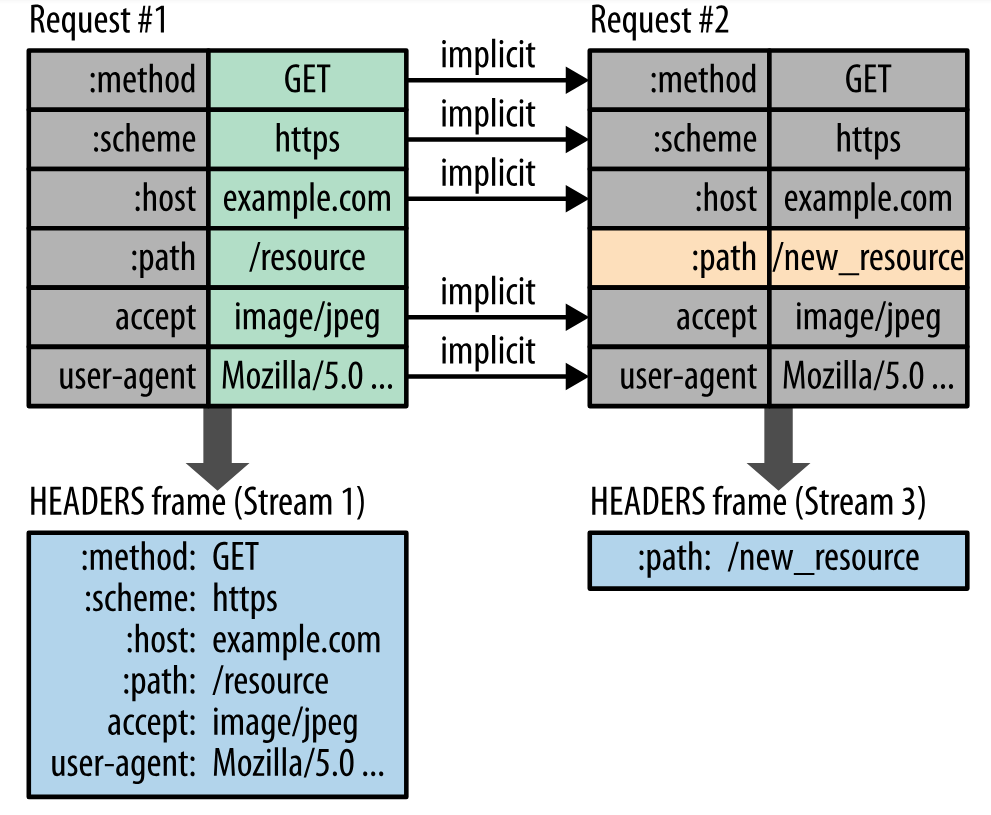 Request #1
:method GET
:scheme https
:host example.com
:path /resource
accept image/jpeg
user-agent Mozilla/5.0 ...
implicit
implicit
implicit
implicit
implicit
Request #2
:method GET
:scheme https
:host example.com
:path /new_resource
accept image/jpeg
user-agent Mozilla/5.0 ...
HEADERS frame (Stream 1)
:method: GET
:scheme: https
:host: example.com
:path: /resource
accept: image/jpeg
user-agent: Mozilla/5.0 ...
HEADERS frame (Stream 3)
:path: /new_resource